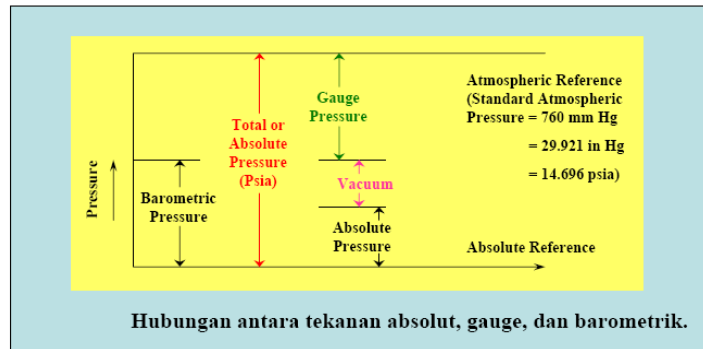 Pressure
Barometric
Pressure
Total or
Absolute
Pressure
(Psia)
Gauge
Pressure
Vacuum
Absolute
Pressure
Atmospheric Reference
(Standard Atmospheric
Pressure = 760 mm Hg
= 29.921 in Hg
= 14.696 psia)
Absolute Reference
Hubungan antara tekanan absolut, gauge, dan barometrik.